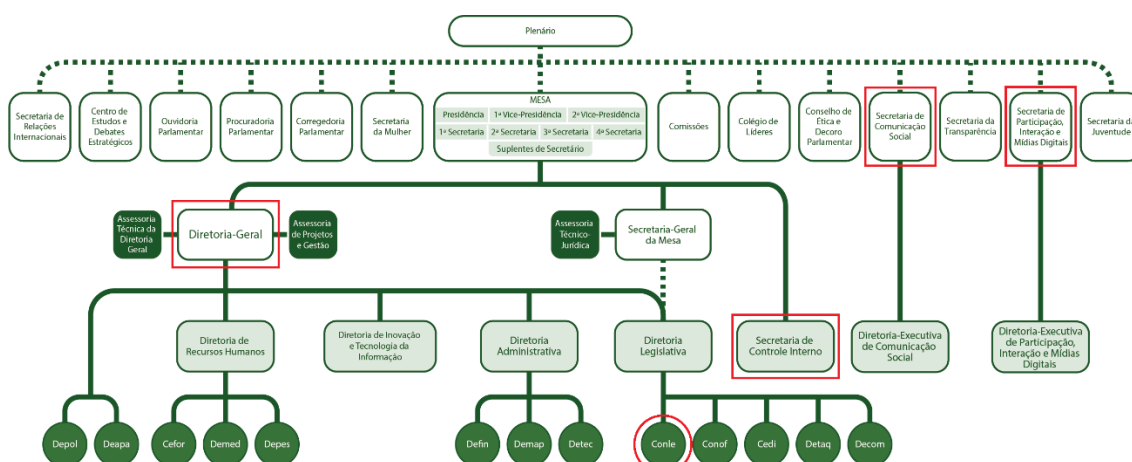 Plenário
Secretaria de
Relações
Internacionais
Centro de
Estudos e
Debates
Estratégicos
Ouvidoria
Parlamentar
Procuradoria
Parlamentar
Corregedoria
Parlamentar
Secretaria
da Mulher
MESA
Presidência 1ª Vice-Presidência 2ª Vice-Presidência
1ª Secretaria 2ª Secretaria 3ª Secretaria 4ª Secretaria
Suplentes de Secretário
Comissões
Colégio de
Líderes
Conselho de
Ética e
Decoro
Parlamentar
Secretaria de
Comunicação
Social
Secretaria da
Transparência
Secretaria de
Participação,
Interação e
Mídias Digitais
Secretaria da
Juventude
Assessoria
Técnica da
Diretoria
Geral
Diretoria-Geral
Assessoria
de Projetos
e Gestão
Assessoria
Técnico-
Jurídica
Secretaria-Geral
da Mesa
Diretoria de
Recursos Humanos
Diretoria de Inovação
e Tecnologia da
Informação
Diretoria
Administrativa
Diretoria
Legislativa
Secretaria de
Controle Interno
Diretoria-Executiva
de Comunicação
Social
Diretoria-Executiva
de Participação,
Interação e Mídias
Digitais
Depol
Deapa
Cefor
Demed
Depes
Defin
Demap
Detec
Conle
Conof
Cedi
Detaq
Decom